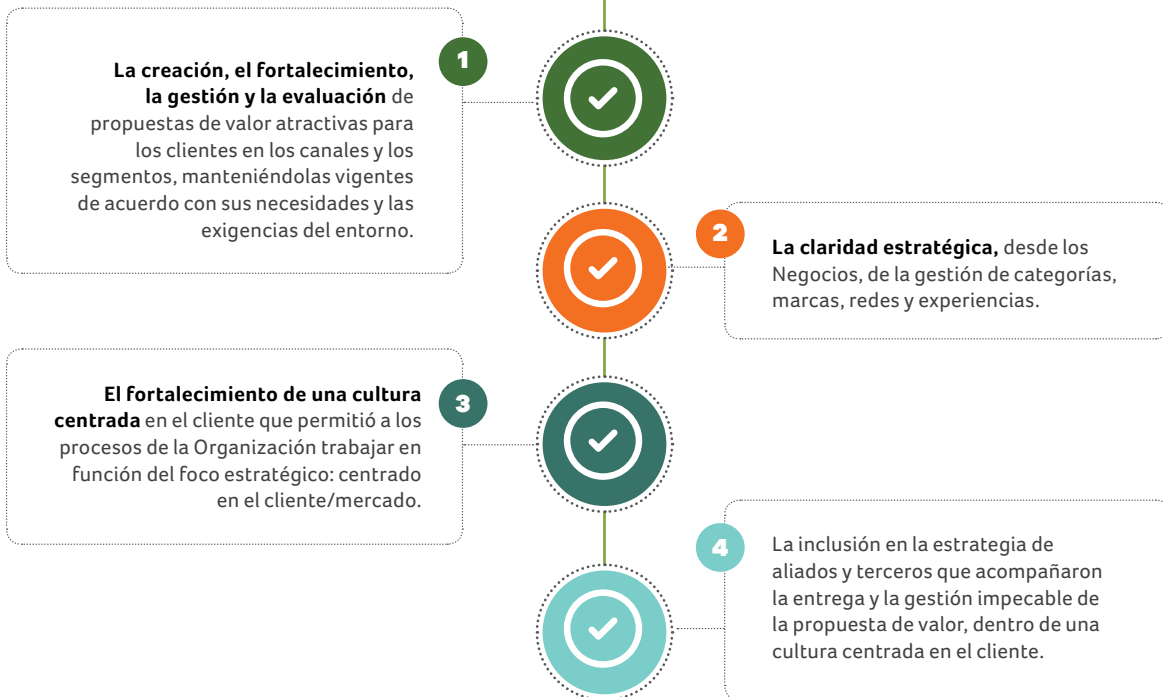 1
La creación, el fortalecimiento,
la gestión y la evaluación de
propuestas de valor atractivas para
los clientes en los canales y los
segmentos, manteniéndolas vigentes
de acuerdo con sus necesidades y las
exigencias del entorno.
2
La claridad estratégica, desde los
Negocios, de la gestión de categorías,
marcas, redes y experiencias.
3
El fortalecimiento de una cultura
centrada en el cliente que permitió a los
procesos de la Organización trabajar en
función del foco estratégico: centrado
en el cliente/mercado.
4
La inclusión en la estrategia de
aliados y terceros que acompañaron
la entrega y la gestión impecable de
la propuesta de valor, dentro de una
cultura centrada en el cliente.